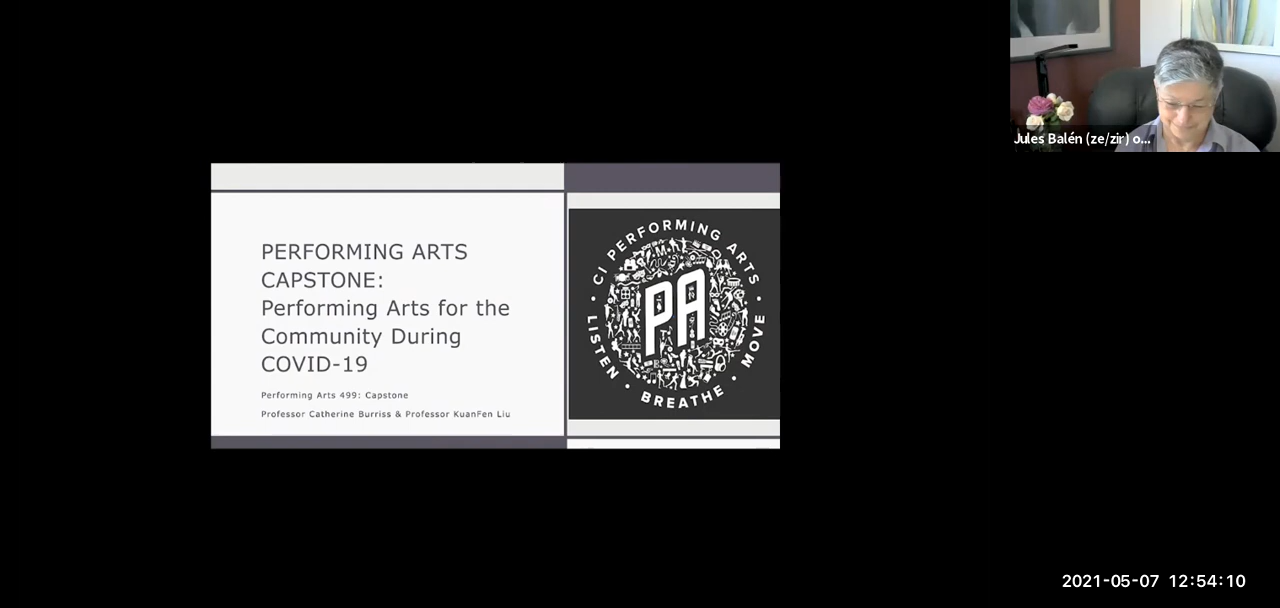 Jules Balén (ze/zir) o...
PERFORMING ARTS
CAPSTONE:
Performing Arts for the
Community During
COVID-19
Performing Arts 499: Capstone
Professor Catherine Burriss & Professor KuanFen Liu
CI PERFORMING ARTS
PA
LISTEN • BREATHE • MOVE
2021-05-07 12:54:10